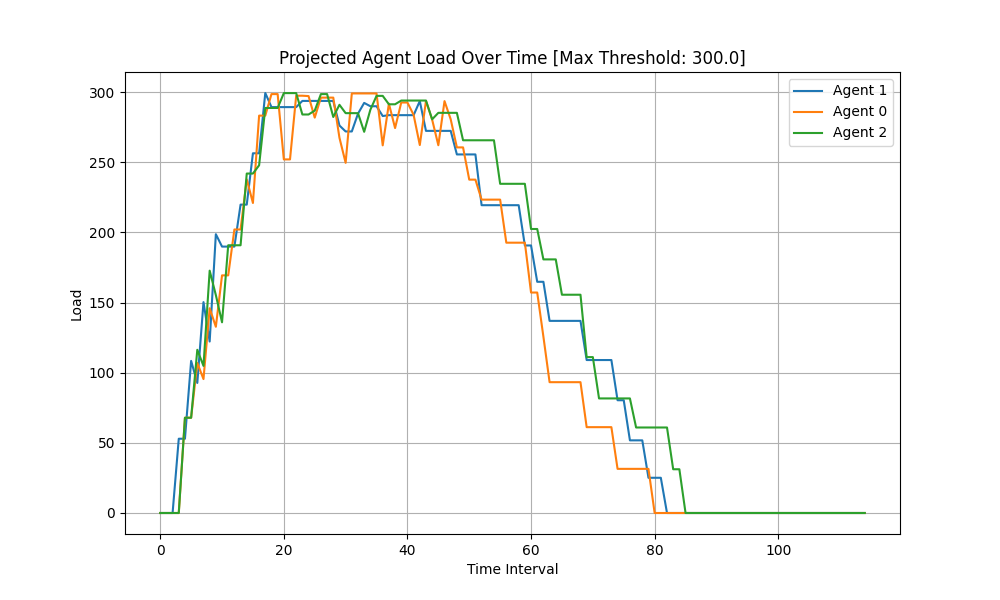 Projected Agent Load Over Time [Max Threshold: 300.0]
Agent 1
Agent 0
Agent 2
Load
300
250
200
150
100
50
0
0 20 40 60 80 100
Time Interval